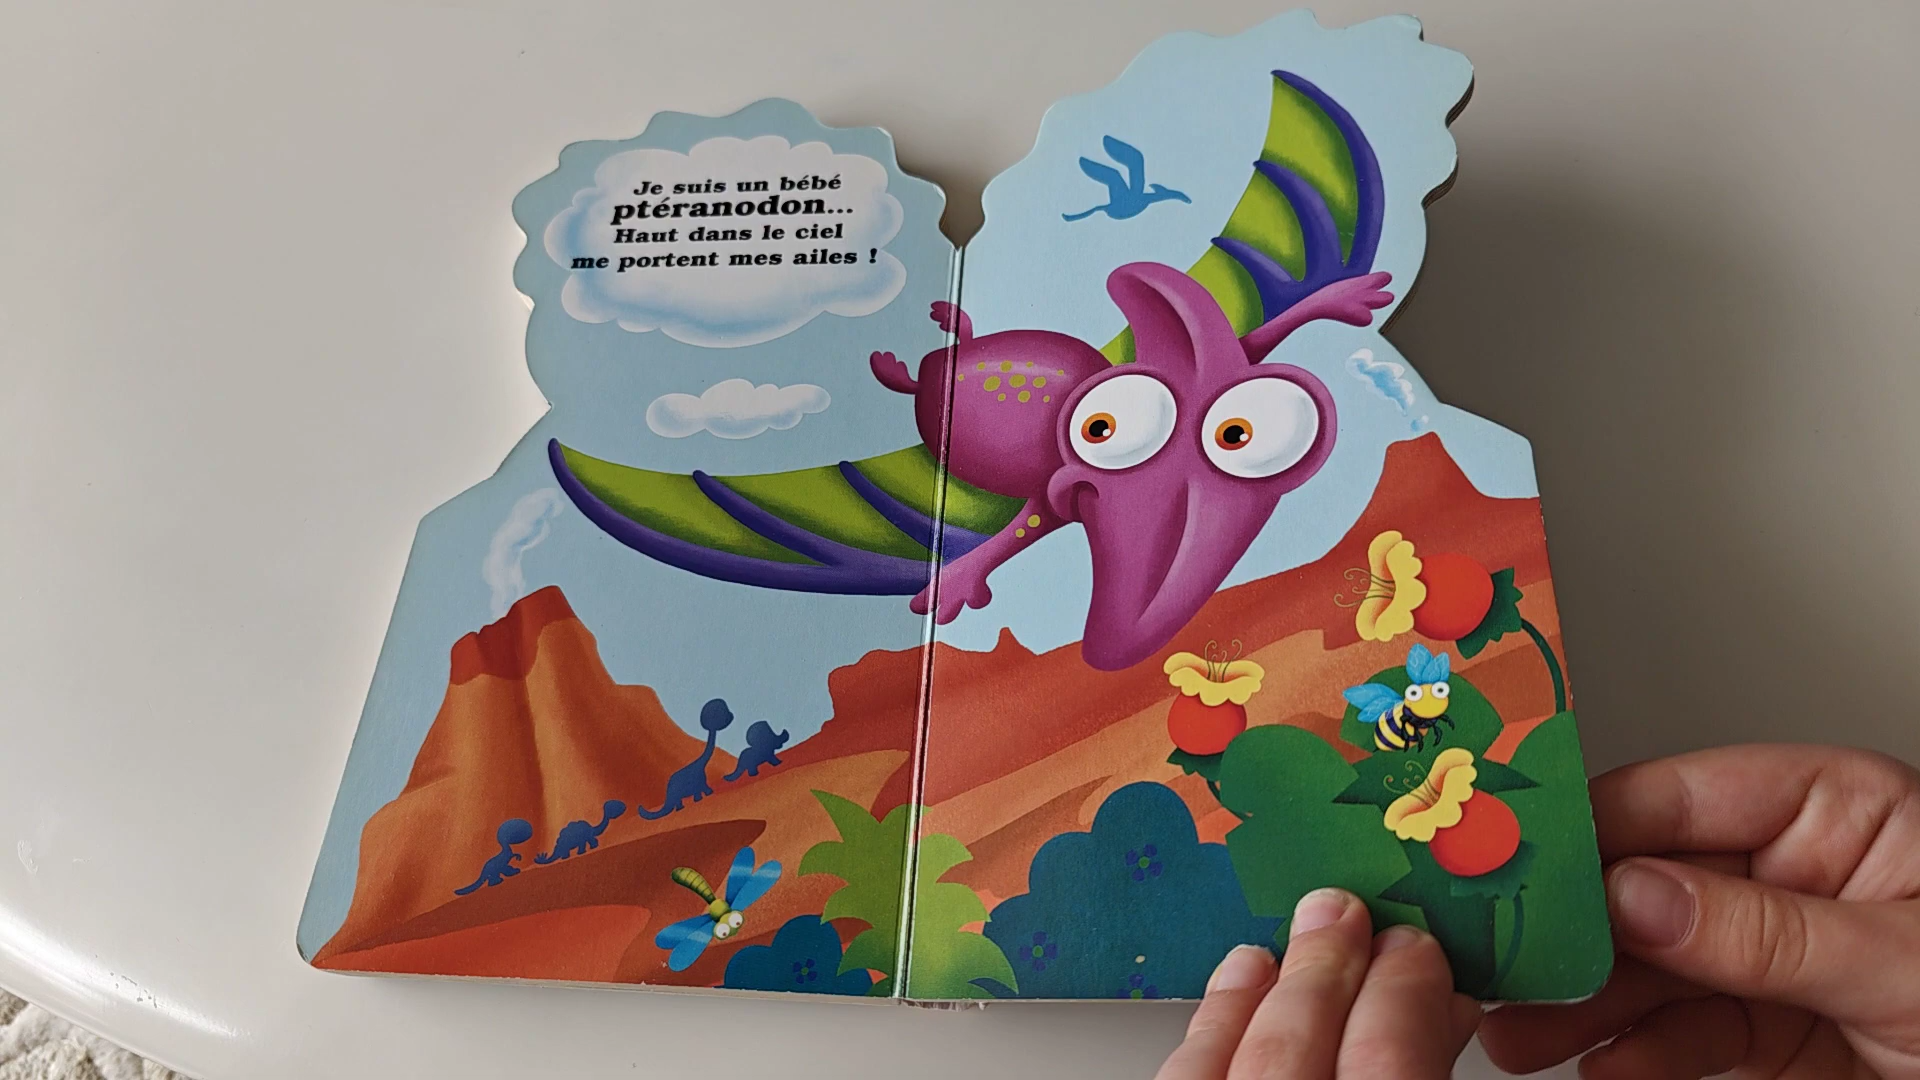 Je suis un bébé
ptéranodon...
Haut dans le ciel
me portent mes ailes !